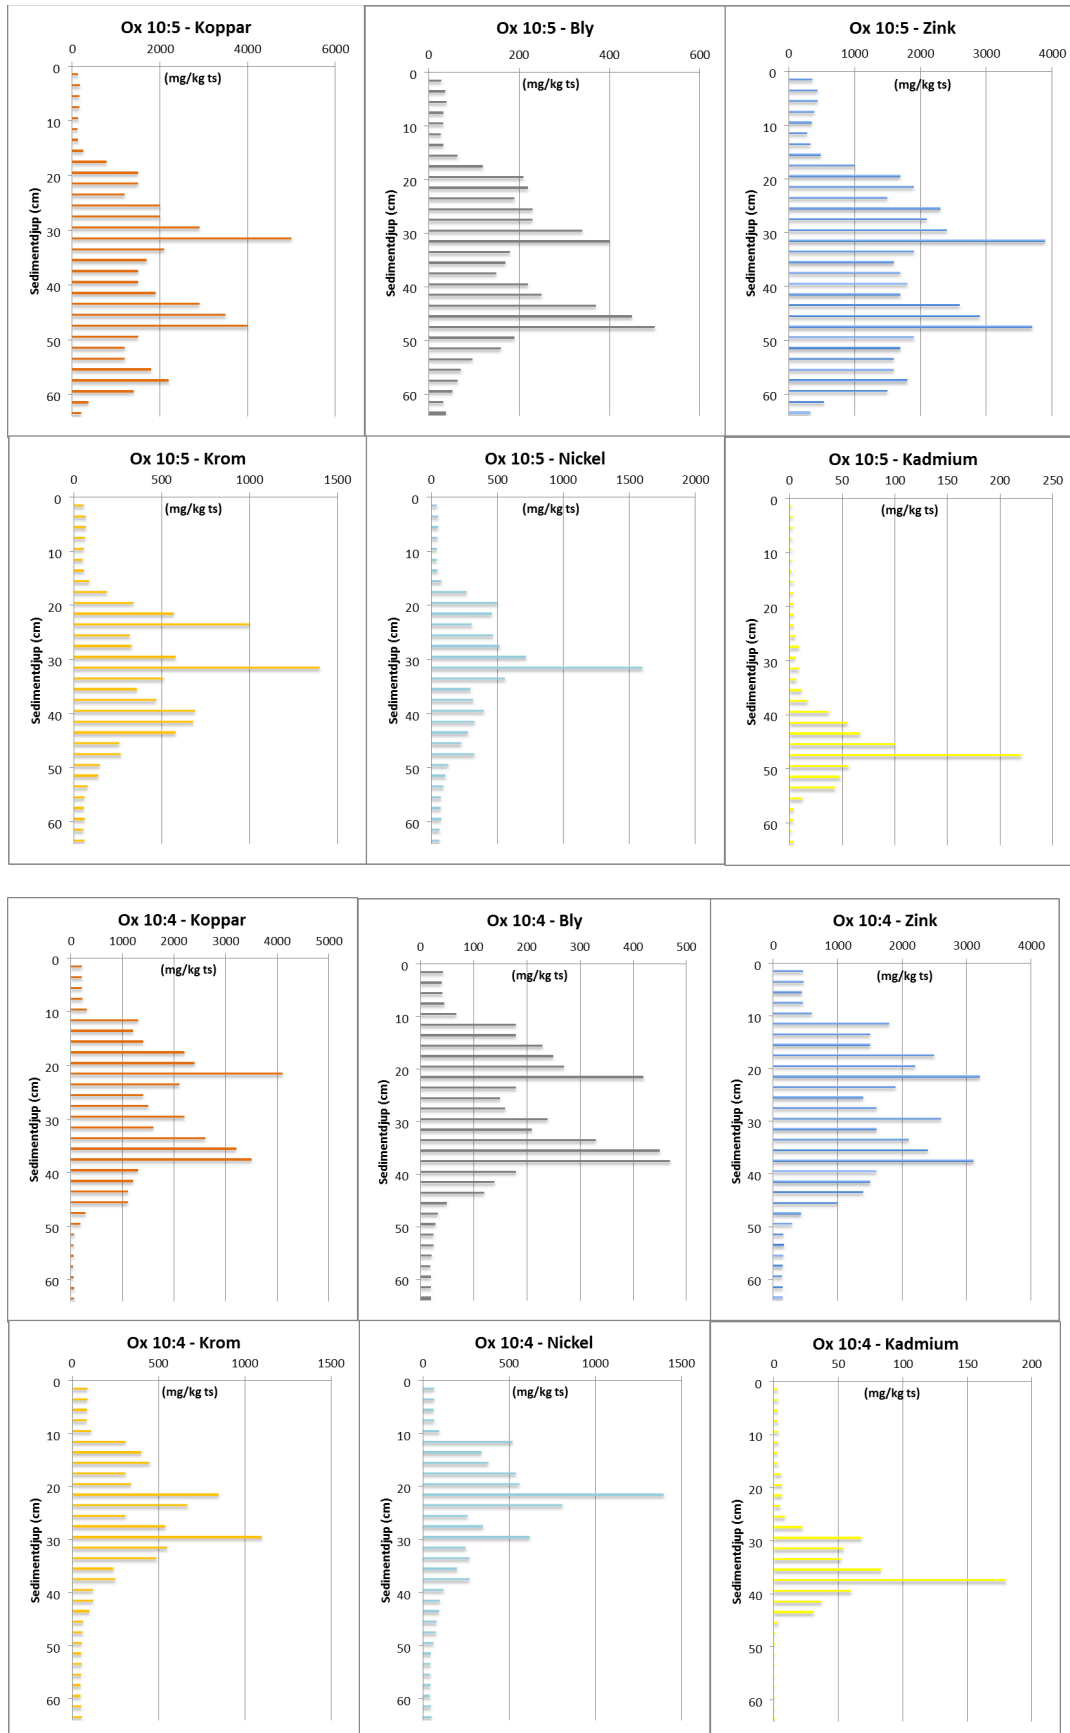 Ox 10:5 - Koppar
0 2000 4000 6000
(mg/kg ts)
0
10
20
30
40
50
60
Sedimentdjup (cm)
Ox 10:5 - Bly
0 200 400 600
(mg/kg ts)
0
10
20
30
40
50
60
Sedimentdjup (cm)
Ox 10:5 - Zink
0 1000 2000 3000 4000
(mg/kg ts)
0
10
20
30
40
50
60
Sedimentdjup (cm)
Ox 10:5 - Krom
0 500 1000 1500
(mg/kg ts)
0
10
20
30
40
50
60
Sedimentdjup (cm)
Ox 10:5 - Nickel
0 500 1000 1500 2000
(mg/kg ts)
0
10
20
30
40
50
60
Sedimentdjup (cm)
Ox 10:5 - Kadmium
0 50 100 150 200 250
(mg/kg ts)
0
10
20
30
40
50
60
Sedimentdjup (cm)
Ox 10:4 - Koppar
0 1000 2000 3000 4000 5000
(mg/kg ts)
0
10
20
30
40
50
60
Sedimentdjup (cm)
Ox 10:4 - Bly
0 100 200 300 400 500
(mg/kg ts)
0
10
20
30
40
50
60
Sedimentdjup (cm)
Ox 10:4 - Zink
0 1000 2000 3000 4000
(mg/kg ts)
0
10
20
30
40
50
60
Sedimentdjup (cm)
Ox 10:4 - Krom
0 500 1000 1500
(mg/kg ts)
0
10
20
30
40
50
60
Sedimentdjup (cm)
Ox 10:4 - Nickel
0 500 1000 1500
(mg/kg ts)
0
10
20
30
40
50
60
Sedimentdjup (cm)
Ox 10:4 - Kadmium
0 50 100 150 200
(mg/kg ts)
0
10
20
30
40
50
60
Sedimentdjup (cm)